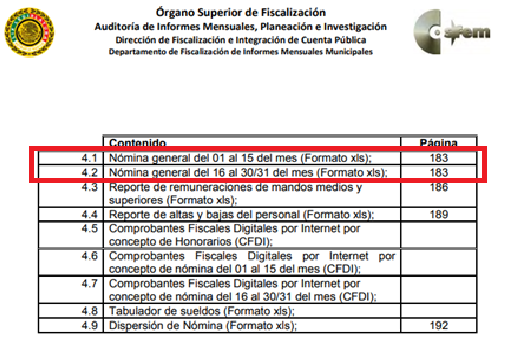 Órgano Superior de Fiscalización
Auditoría de Informes Mensuales, Planeación e Investigación
Dirección de Fiscalización e Integración de Cuenta Pública
Departamento de Fiscalización de Informes Mensuales Municipales
osfem
Contenido Página
4.1 Nómina general del 01 al 15 del mes (Formato xls); 183
4.2 Nómina general del 16 al 30/31 del mes (Formato xls); 183
4.3 Reporte de remuneraciones de mandos medios y 186
superiores (Formato xls);
4.4 Reporte de altas y bajas del personal (Formato xls); 189
4.5 Comprobantes Fiscales Digitales por Internet por
concepto de Honorarios (CFDI);
4.6 Comprobantes Fiscales Digitales por Internet por
concepto de nómina del 01 al 15 del mes (CFDI);
4.7 Comprobantes Fiscales Digitales por Internet por
concepto de nómina del 16 al 30/31 del mes (CFDI);
4.8 Tabulador de sueldos (Formato xls);
4.9 Dispersión de Nómina (Formato xls); 192